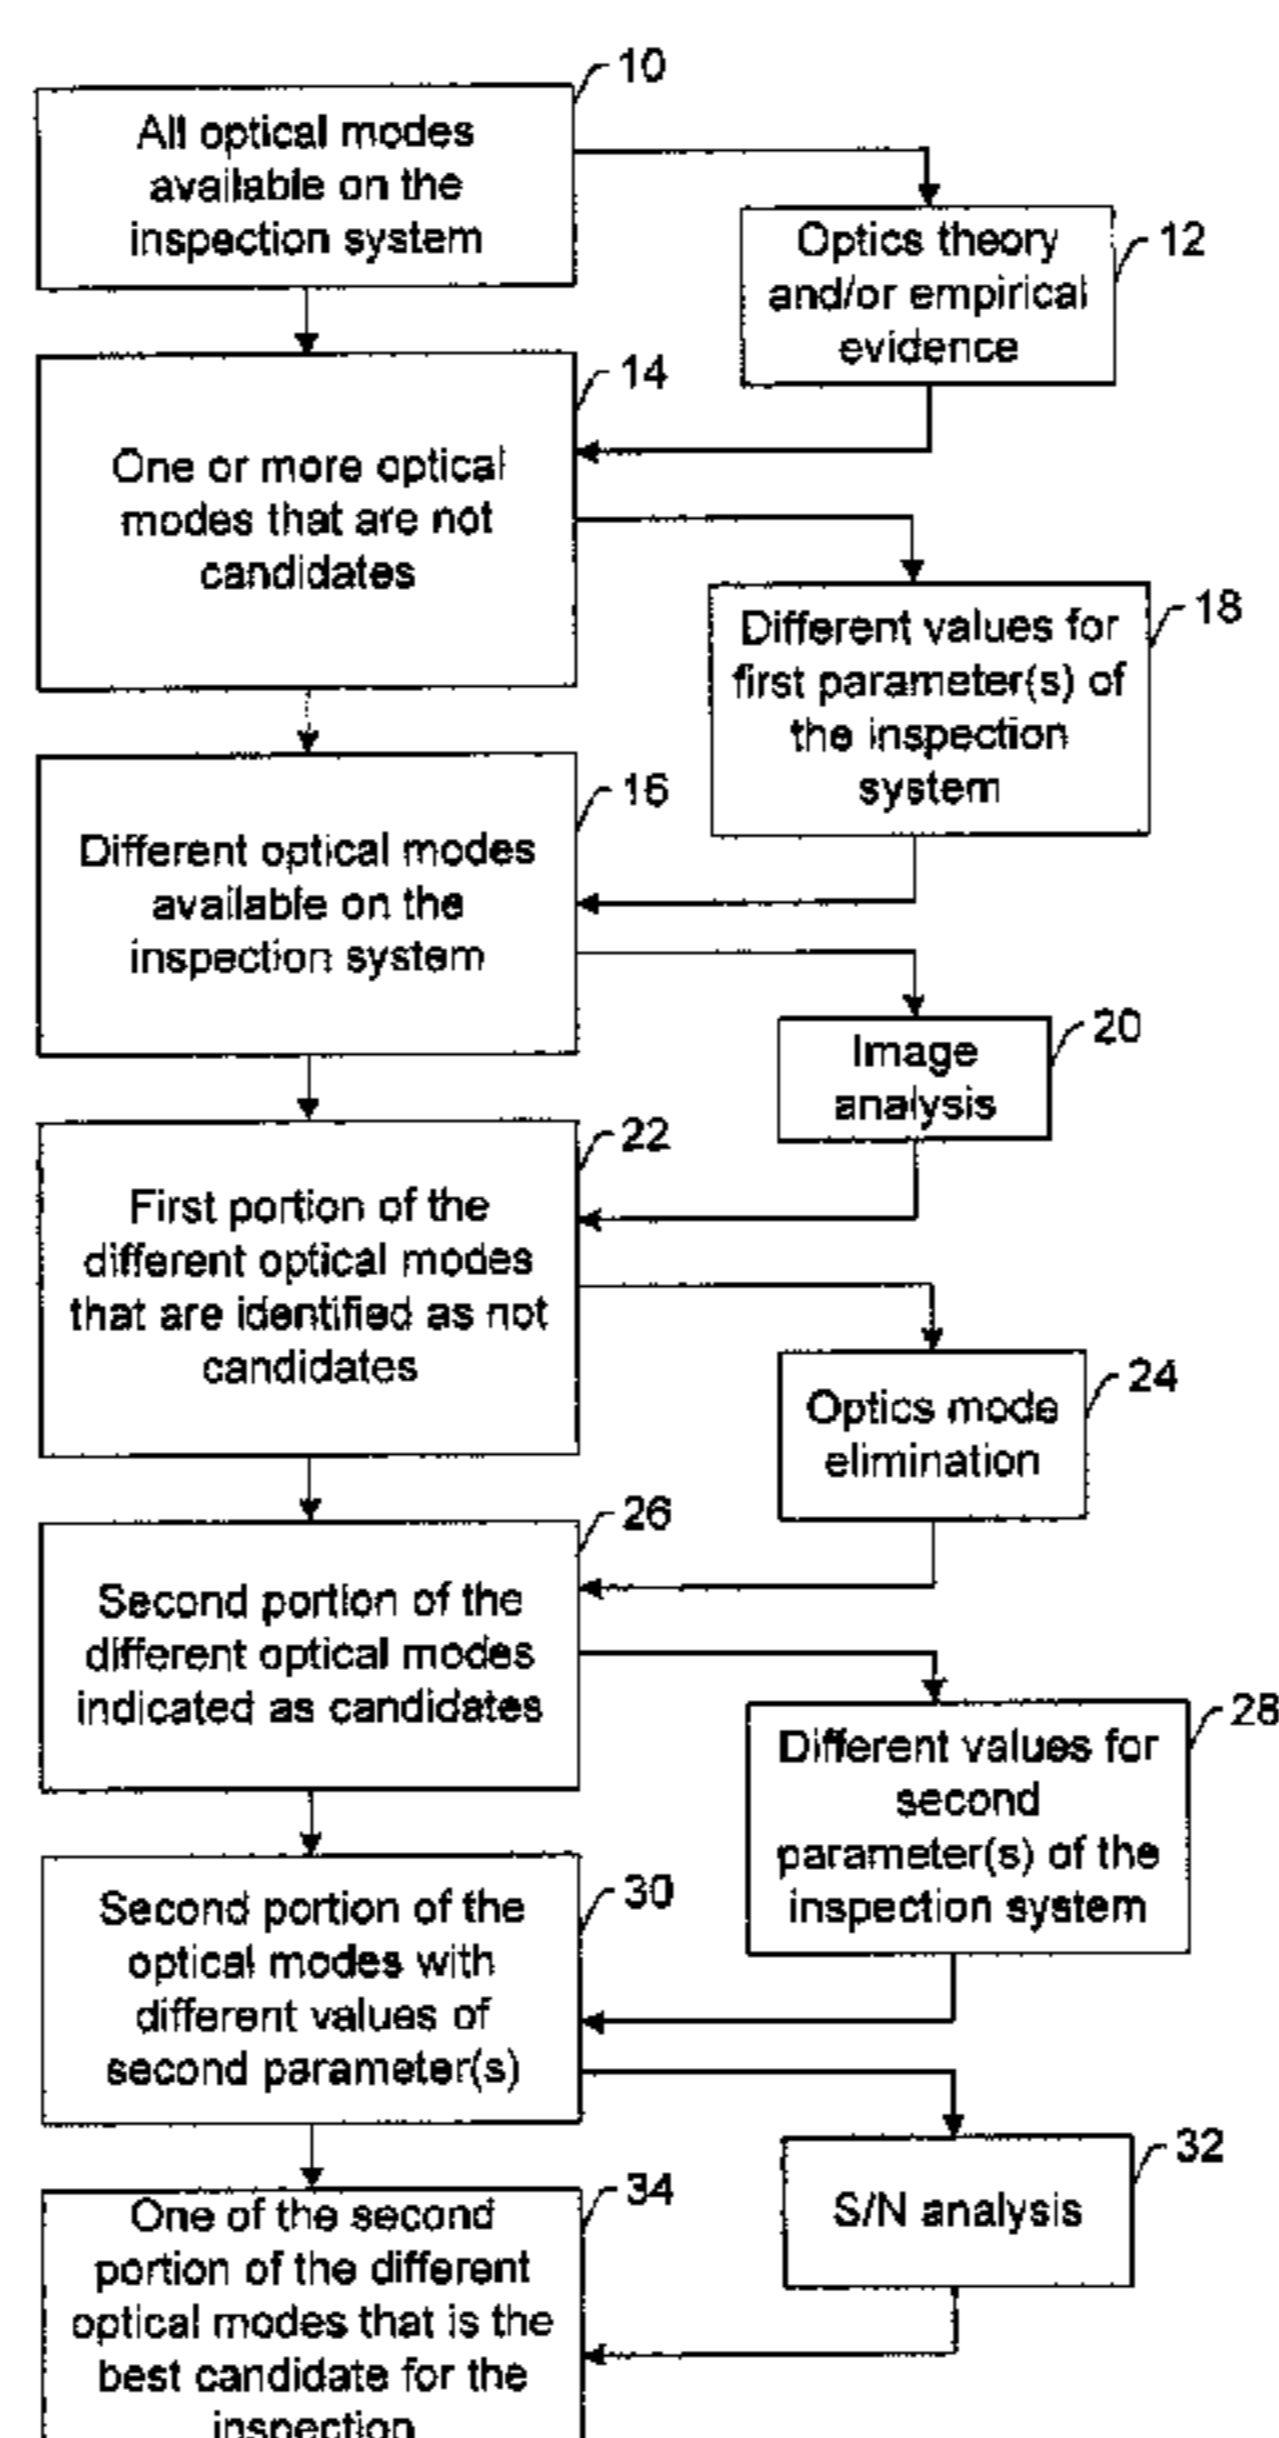 10
All optical modes
available on the
inspection system
12
Optics theory
and/or empirical
evidence
14
One or more optical
modes that are not
candidates
18
Different values for
first parameter(s) of
the inspection
system
16
Different optical modes
available on the
inspection system
20
Image
analysis
22
First portion of the
different optical modes
that are identified as not
candidates
24
Optics mode
elimination
26
Second portion of the
different optical modes
indicated as candidates
28
Different values for
second
parameter(s) of the
inspection system
30
Second portion of the
optical modes with
different values of
second parameter(s)
32
S/N analysis
34
One of the second
portion of the different
optical modes that is the
best candidate for the
inspection